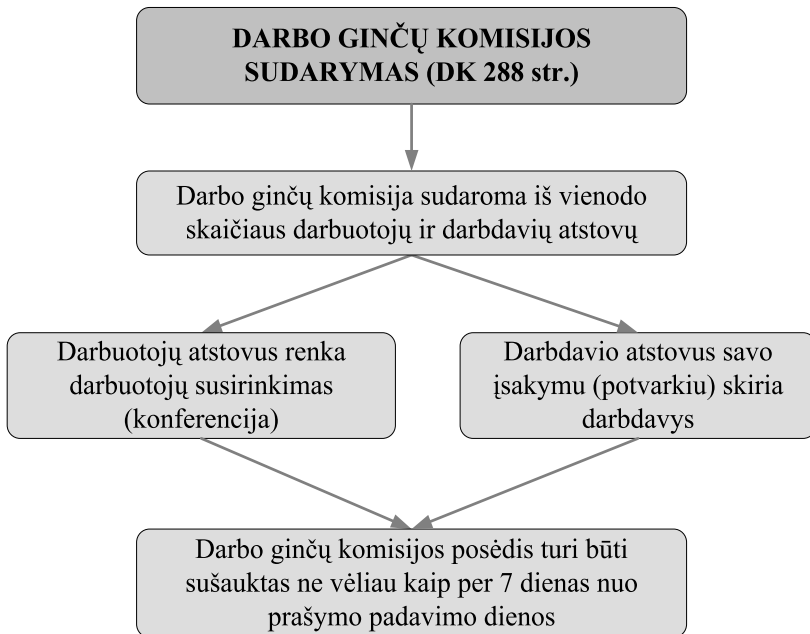 DARBO GINČŲ KOMISIJOS
SUDARYMAS (DK 288 str.)
Darbo ginčų komisija sudaroma iš vienodo
skaičiaus darbuotojų ir darbdavių atstovų
Darbuotojų atstovus renka
darbuotojų susirinkimas
(konferencija)
Darbdavio atstovus savo
įsakymu (potvarkiu) skiria
darbdavys
Darbo ginčų komisijos posėdis turi būti
sušauktas ne vėliau kaip per 7 dienas nuo
prašymo padavimo dienos